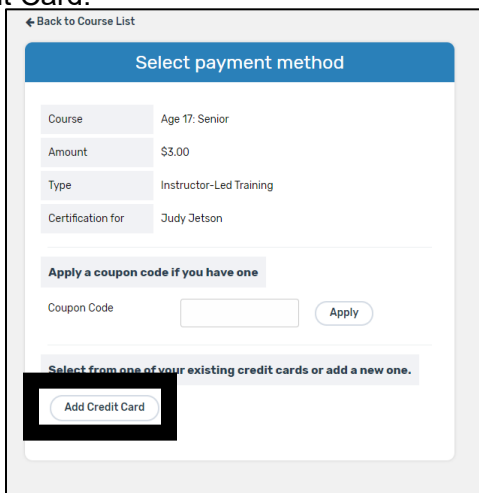 t Card.
Back to Course List
Select payment method
Course Age 17: Senior
Amount $3.00
Type Instructor-Led Training
Certification for Judy Jetson
Apply a coupon code if you have one
Coupon Code Apply
Select from one of your existing credit cards or add a new one.
Add Credit Card